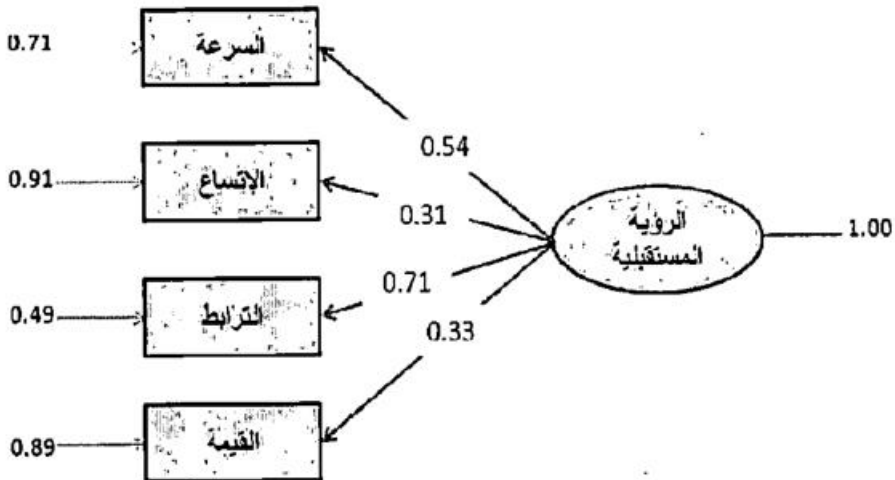 0.71
السرعة
0.54
0.91
الإتساع
0.31
الرؤية
المستقبلية
1.00
0.49
الترابط
0.71
0.33
0.89
القيمة